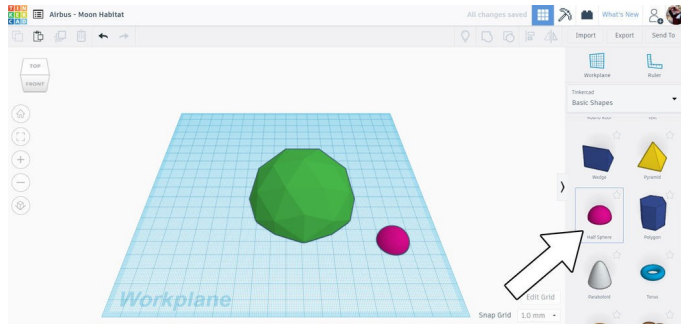 TIN
KER
CAD
Airbus - Moon Habitat
All changes saved
What's New
Import
Export
Send To
TOP
FRONT
Workplane
Ruler
Tinkercad
Basic Shapes
Wedge
Pyramid
Half Sphere
Polygon
Paraboloid
Torus
Workplane
Edit Grid
Snap Grid
1.0 mm